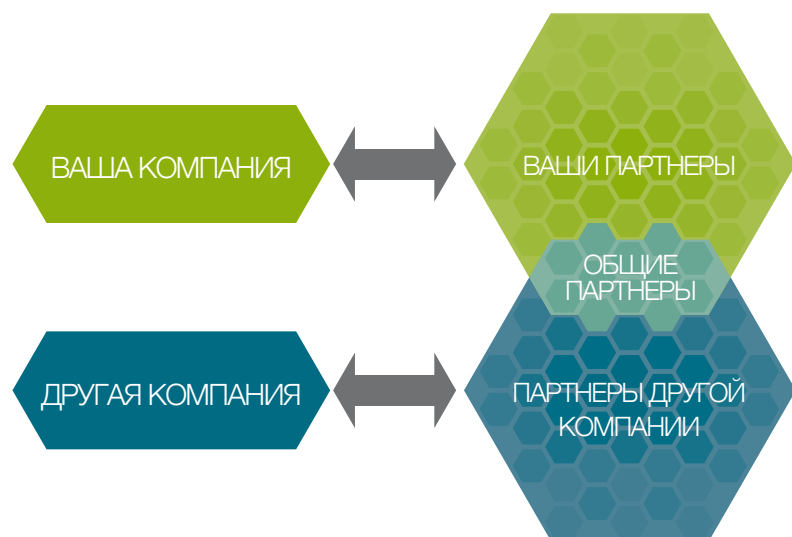 ВАША КОМПАНИЯ
ВАШИ ПАРТНЕРЫ
ОБЩИЕ
ПАРТНЕРЫ
ДРУГАЯ КОМПАНИЯ
ПАРТНЕРЫ ДРУГОЙ
КОМПАНИИ